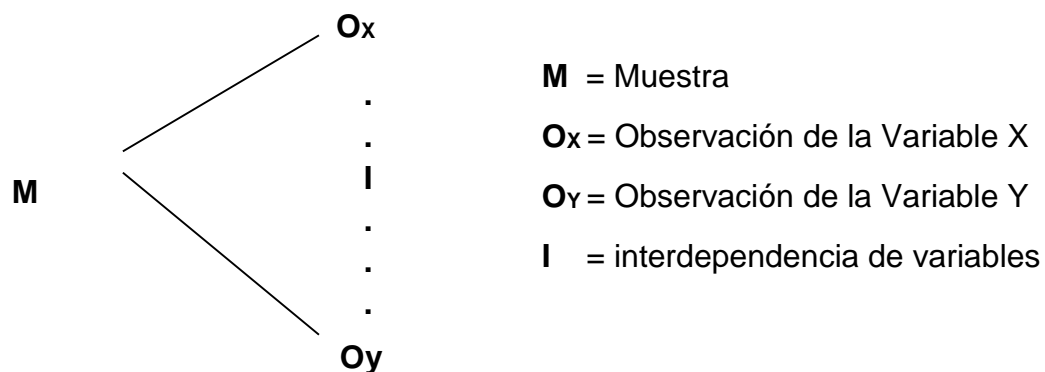 Ox
.
.
M
I
.
.
.
Oy
M = Muestra
Ox = Observación de la Variable X
OY = Observación de la Variable Y
I = interdependencia de variables